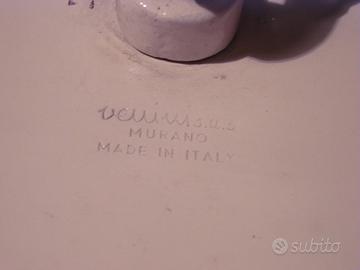 venini s.a.s
MURANO
MADE IN ITALY
subito